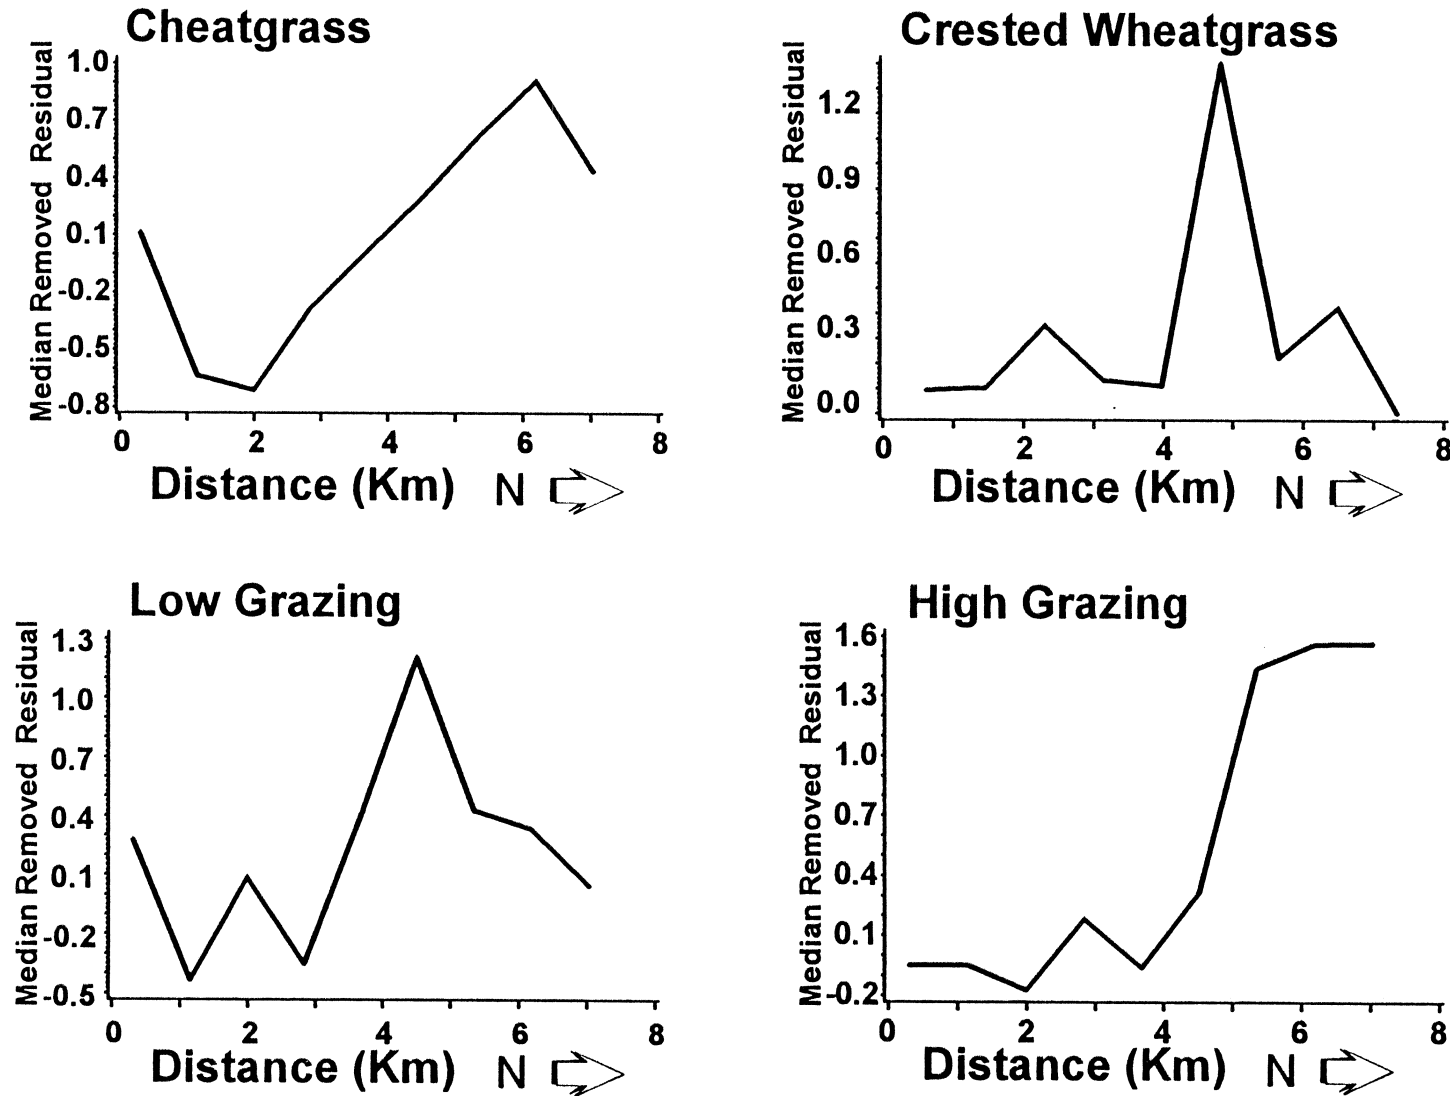 Cheatgrass
Median Removed Residual
1.0
0.7
0.4
0.1
-0.2
-0.5
-0.8
0 2 4 6 8
Distance (Km) N
Crested Wheatgrass
Median Removed Residual
1.2
0.9
0.6
0.3
0.0
0 2 4 6 8
Distance (Km) N
Low Grazing
Median Removed Residual
1.3
1.0
0.7
0.4
0.1
-0.2
-0.5
0 2 4 6 8
Distance (Km) N
High Grazing
Median Removed Residual
1.6
1.3
1.0
0.7
0.4
0.1
-0.2
0 2 4 6 8
Distance (Km) N